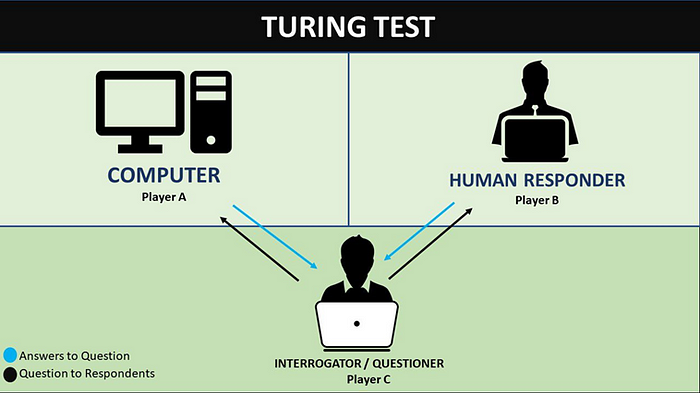 TURING TEST
COMPUTER
Player A
HUMAN RESPONDER
Player B
INTERROGATOR / QUESTIONER
Player C
Answers to Question
Question to Respondents